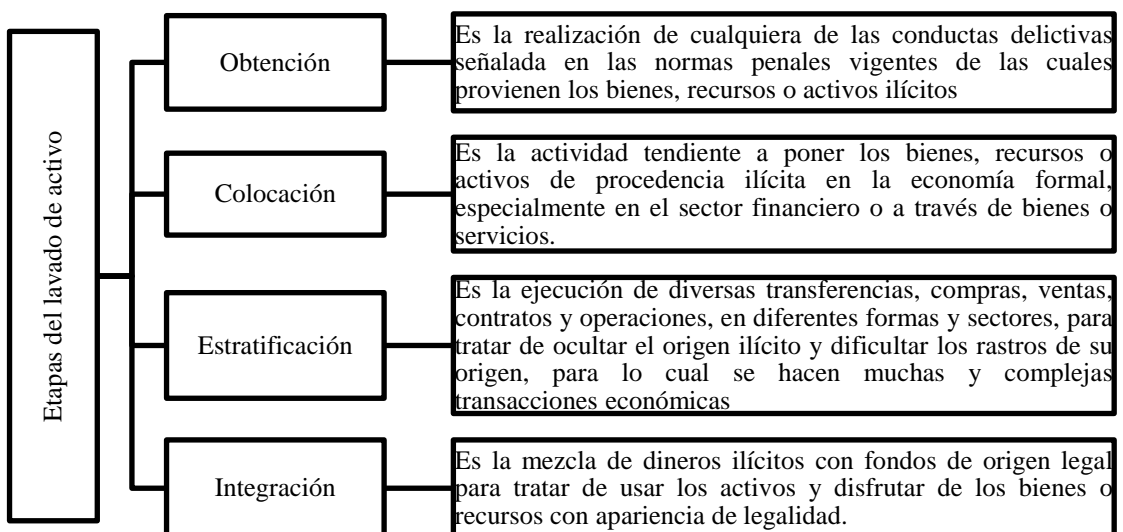 Etapas del lavado de activo
Obtención
Es la realización de cualquiera de las conductas delictivas
señalada en las normas penales vigentes de las cuales
provienen los bienes, recursos o activos ilícitos
Colocación
Es la actividad tendiente a poner los bienes, recursos o
activos de procedencia ilícita en la economía formal,
especialmente en el sector financiero o a través de bienes o
servicios.
Estratificación
Es la ejecución de diversas transferencias, compras, ventas,
contratos y operaciones, en diferentes formas y sectores, para
tratar de ocultar el origen ilícito y dificultar los rastros de su
origen, para lo cual se hacen muchas y complejas
transacciones económicas
Integración
Es la mezcla de dineros ilícitos con fondos de origen legal
para tratar de usar los activos y disfrutar de los bienes o
recursos con apariencia de legalidad.